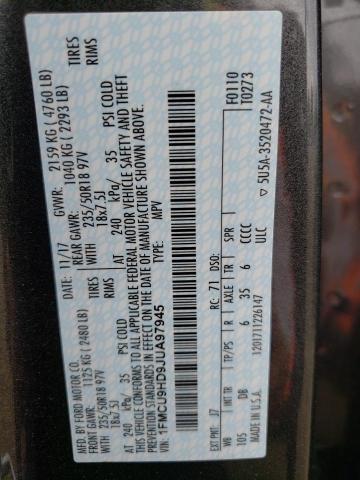 MFD. BY FORD MOTOR CO.
11/17
GVWR: 2159 KG ( 4760 LB)
FRONT GAWR: 1125 KG ( 2480 LB)
REAR GAWR: 1040 KG ( 2293 LB)
WITH 235/50R18 97V TIRES
WITH 235/50R18 97V TIRES
18x7.5J RIMS
18x7.5J RIMS
AT 240 kPa/ 35 PSI COLD
AT 240 kPa/ 35 PSI COLD
THIS VEHICLE CONFORMS TO ALL APPLICABLE FEDERAL MOTOR VEHICLE SAFETY AND THEFT
PREVENTION STANDARDS IN EFFECT ON THE DATE OF MANUFACTURE SHOWN ABOVE.
VIN: 1FMCU9HD9JUA97945
TYPE: MPV
F0110
T0273
EXT PNT: J7
RC: 71 DSO:
WB INT TR TP/PS R AXLE TR SPR
105 DB 6 35 6 CCCC
MADE IN U.S.A. 1201711226147 ULC
5U5A-3520472-AA